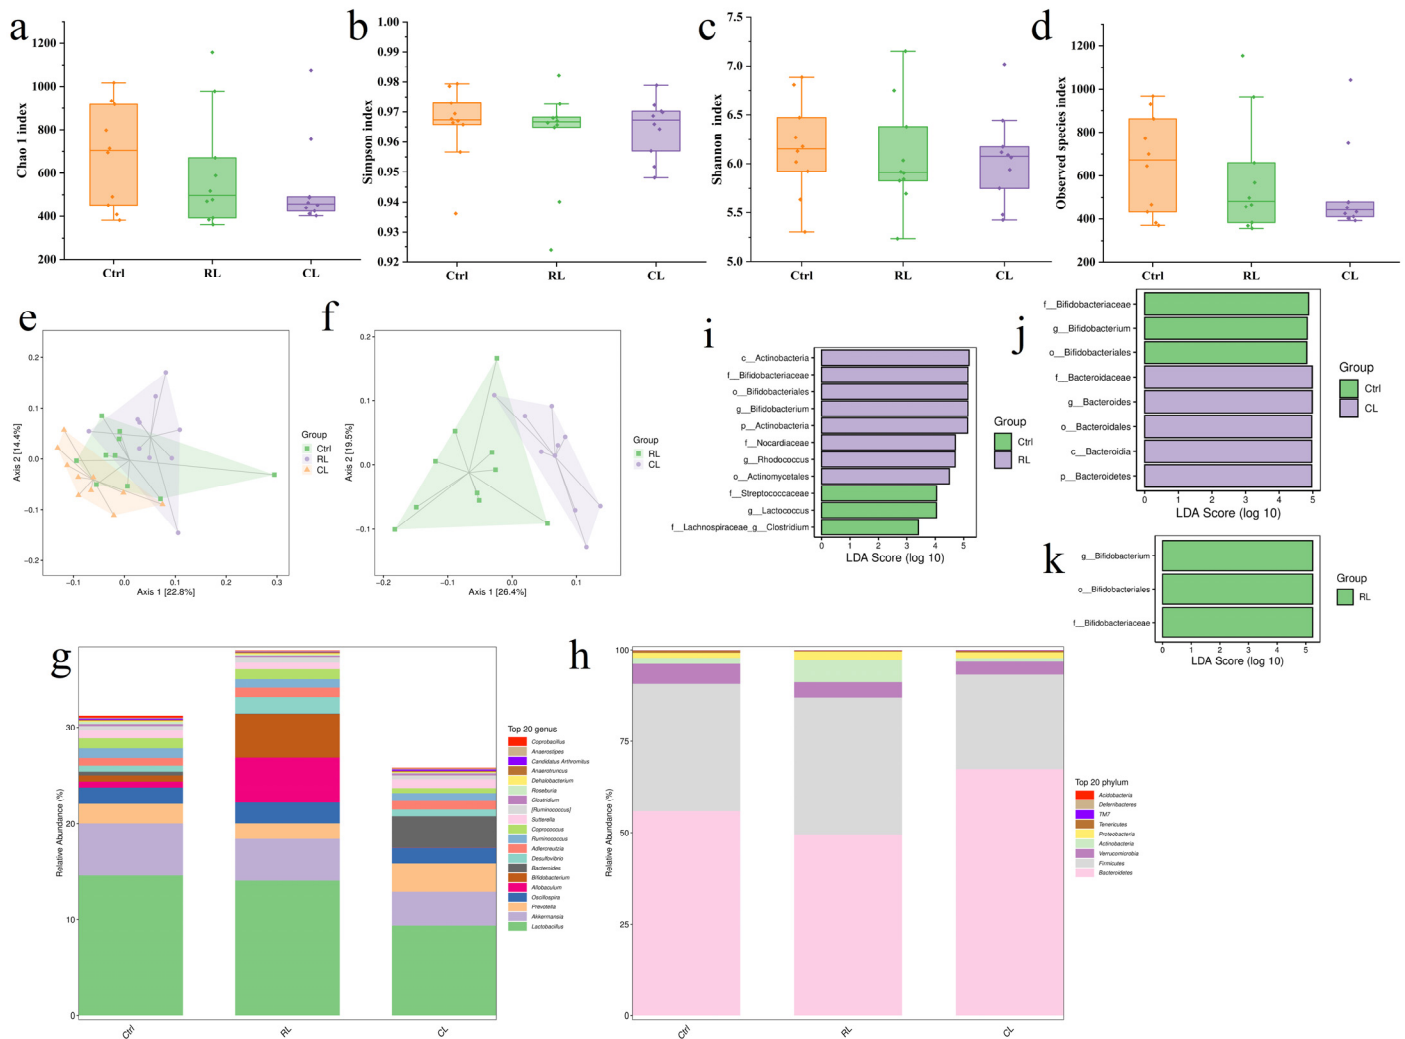 a
Chao 1 index
1200
1000
800
600
400
200
Ctrl
RL
CL
b
Simpson index
1.00
0.99
0.98
0.97
0.96
0.95
0.94
0.93
0.92
Ctrl
RL
CL
c
Shannon index
7.5
7.0
6.5
6.0
5.5
5.0
Ctrl
RL
CL
d
Observed species index
1200
1000
800
600
400
200
Ctrl
RL
CL
e
Axis 2 [14.4%]
0.2
0.1
0.0
−0.1
−0.2
−0.1
0.0
0.1
0.2
0.3
Axis 1 [22.8%]
Group
Ctrl
RL
CL
f
Axis 2 [19.5%]
0.2
0.1
0.0
−0.1
−0.2
−0.1
0.0
0.1
Axis 1 [26.4%]
Group
RL
CL
i
c__Actinobacteria
f__Bifidobacteriaceae
o__Bifidobacteriales
g__Bifidobacterium
p__Actinobacteria
f__Nocardiaceae
g__Rhodococcus
o__Actinomycetales
f__Streptococcaceae
g__Lactococcus
f__Lachnospiraceae_g__Clostridium
0 1 2 3 4 5
LDA Score (log 10)
Group
Ctrl
RL
j
f__Bifidobacteriaceae
g__Bifidobacterium
o__Bifidobacteriales
f__Bacteroidaceae
g__Bacteroides
o__Bacteroidales
c__Bacteroidia
p__Bacteroidetes
0 1 2 3 4 5
LDA Score (log 10)
Group
Ctrl
CL
k
g__Bifidobacterium
o__Bifidobacteriales
f__Bifidobacteriaceae
0 1 2 3 4 5
LDA Score (log 10)
Group
RL
g
Relative Abundance (%)
30
20
10
0
Ctrl
RL
CL
Top 20 genus
Coprobacillus
Anaerostipes
Candidatus Arthromitus
Anaerotruncus
Dehalobacterium
Roseburia
Clostridium
[Ruminococcus]
Sutterella
Coprococcus
Ruminococcus
Adlercreutzia
Desulfovibrio
Bacteroides
Bifidobacterium
Allobaculum
Oscillospira
Prevotella
Akkermansia
Lactobacillus
h
Relative Abundance (%)
100
75
50
25
0
Ctrl
RL
CL
Top 20 phylum
Acidobacteria
Deferribacteres
TM7
Tenericutes
Proteobacteria
Actinobacteria
Verrucomicrobia
Firmicutes
Bacteroidetes